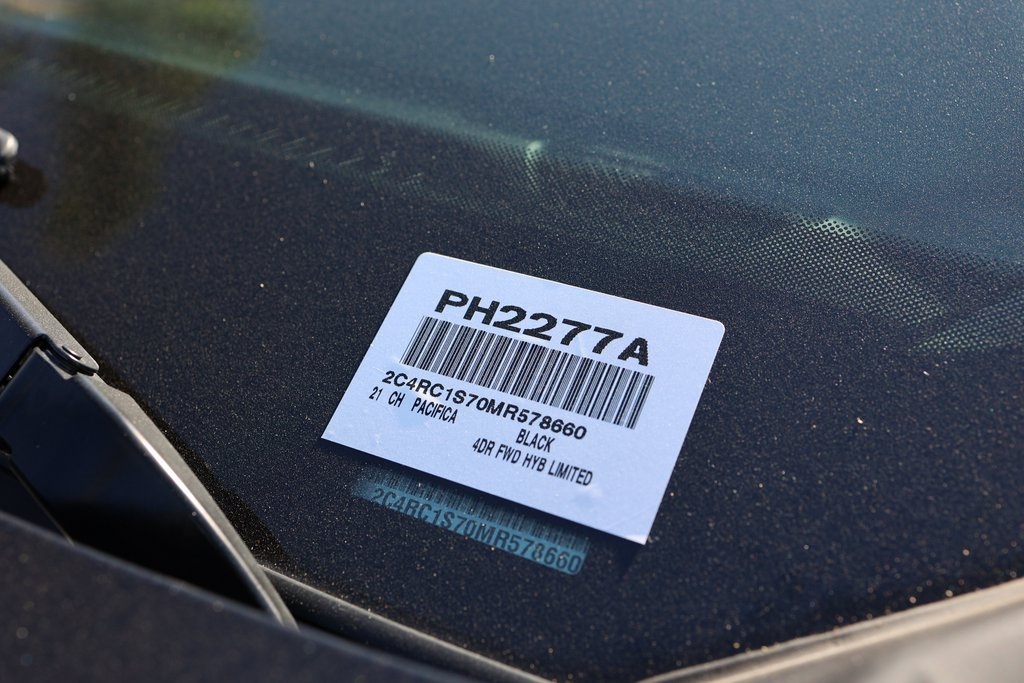 PH2277A
2C4RC1S70MR578660
21 CH PACIFICA
BLACK
4DR FWD HYB LIMITED
2C4RC1S70MR578660